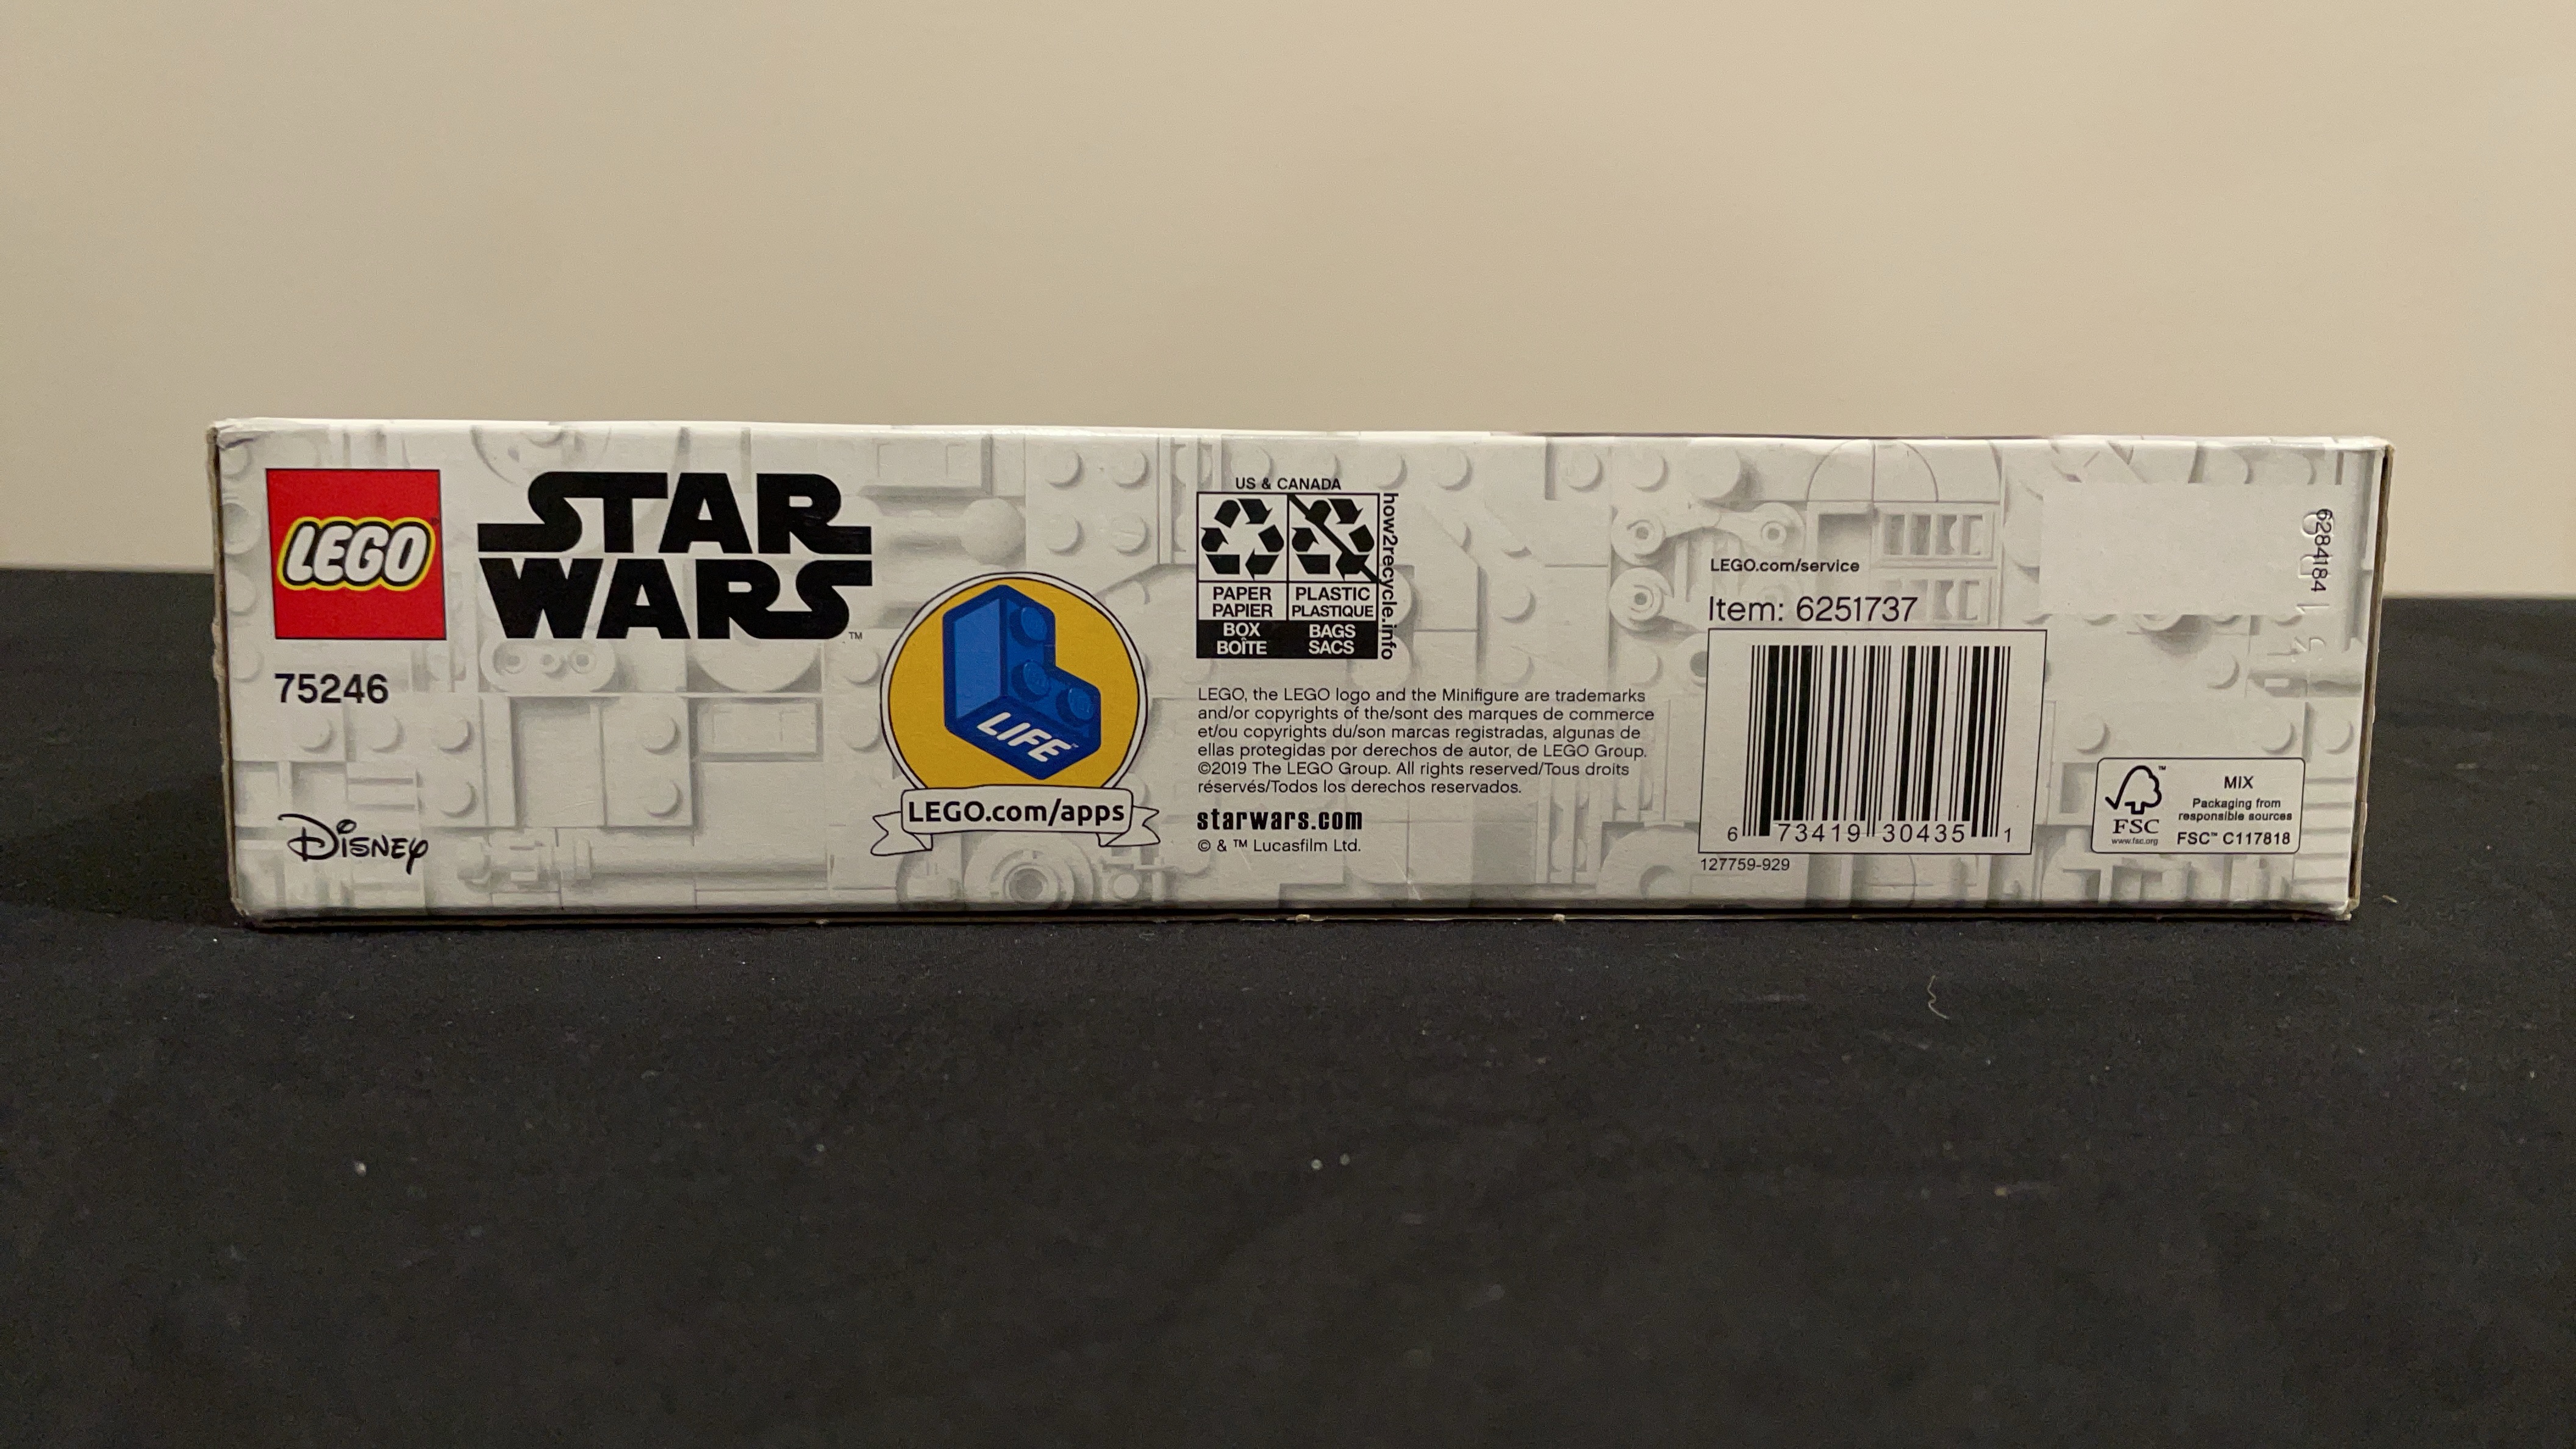 LEGO
STAR
WARS™
75246
Disney
LIFE™
LEGO.com/apps
US & CANADA
PAPER
PAPIER
BOX
BOÎTE
PLASTIC
PLASTIQUE
BAGS
SACS
how2recycle.info
LEGO, the LEGO logo and the Minifigure are trademarks
and/or copyrights of the/sont des marques de commerce
et/ou copyrights du/son marcas registradas, algunas de
ellas protegidas por derechos de autor, de LEGO Group.
©2019 The LEGO Group. All rights reserved/Tous droits
réservés/Todos los derechos reservados.
starwars.com
© & ™ Lucasfilm Ltd.
LEGO.com/service
Item: 6251737
6 73419 30435 1
127759-929
6284184
FSC
www.fsc.org
MIX
Packaging from
responsible sources
FSC™ C117818